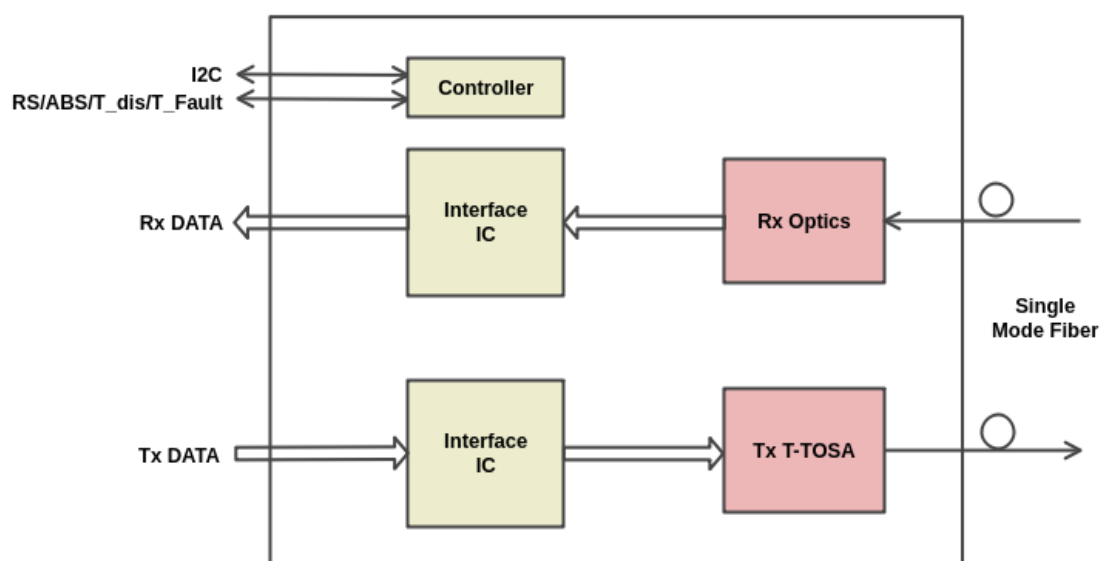 I2C
RS/ABS/T_dis/T_Fault
Controller
Rx DATA
Interface
IC
Rx Optics
Single
Mode Fiber
Tx DATA
Interface
IC
Tx T-TOSA